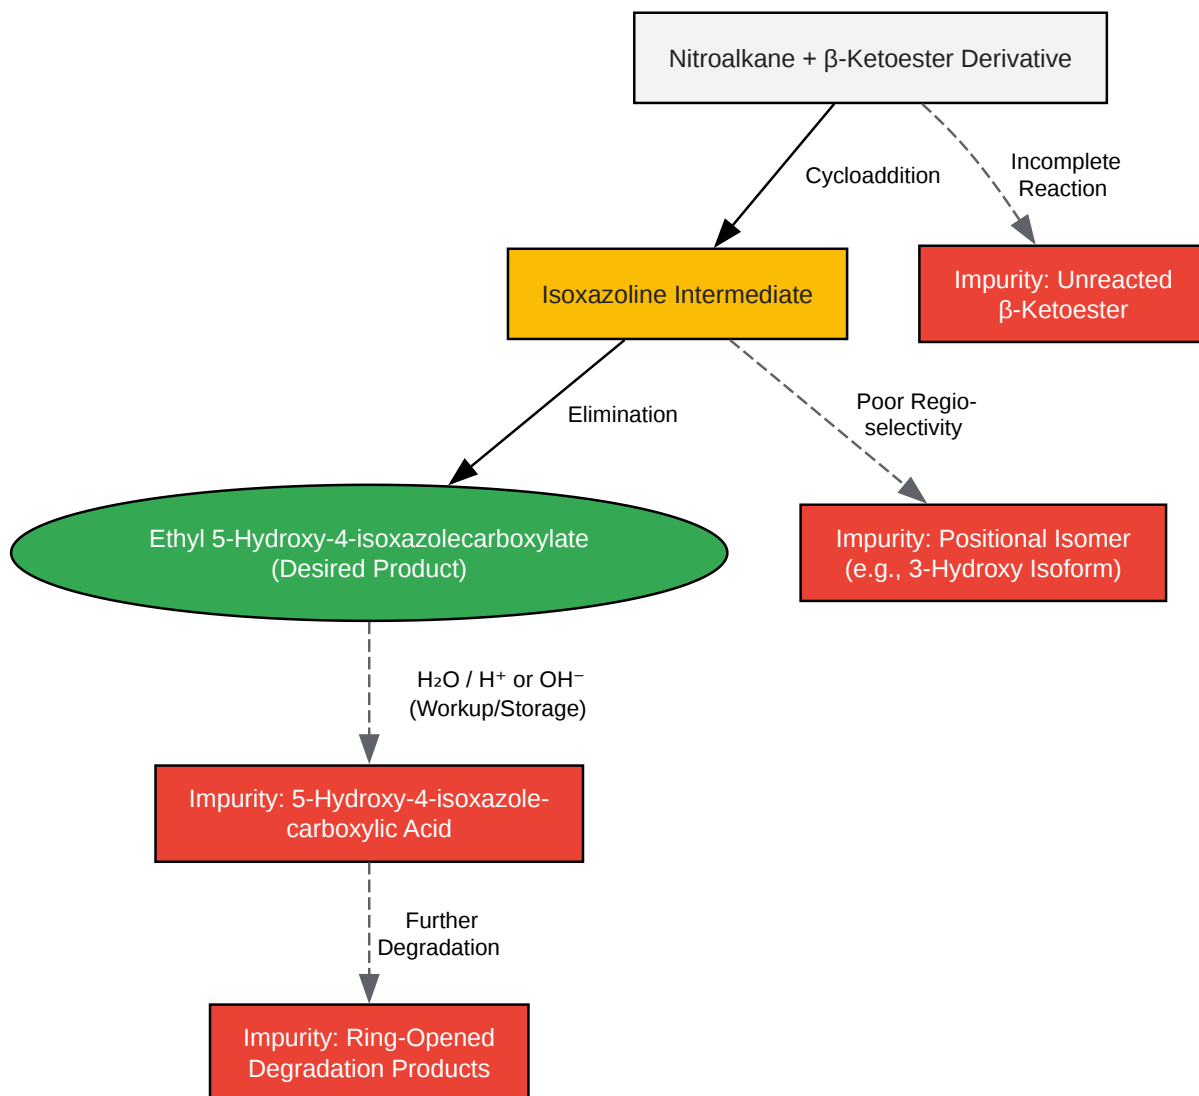 Nitroalkane + β-Ketoester Derivative
Cycloaddition
Incomplete
Reaction
Isoxazoline Intermediate
Impurity: Unreacted
β-Ketoester
Elimination
Poor Regio-
selectivity
Ethyl 5-Hydroxy-4-isoxazolecarboxylate
(Desired Product)
Impurity: Positional Isomer
(e.g., 3-Hydroxy Isoform)
H₂O / H⁺ or OH⁻
(Workup/Storage)
Impurity: 5-Hydroxy-4-isoxazole-
carboxylic Acid
Further
Degradation
Impurity: Ring-Opened
Degradation Products